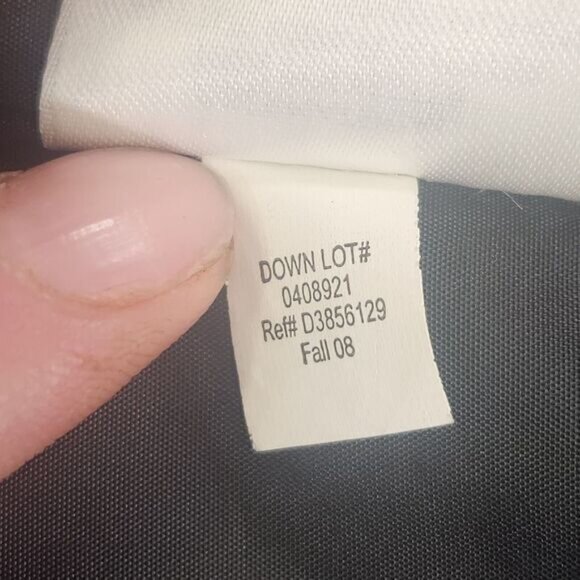 DOWN LOT#
0408921
Ref# D3856129
Fall 08